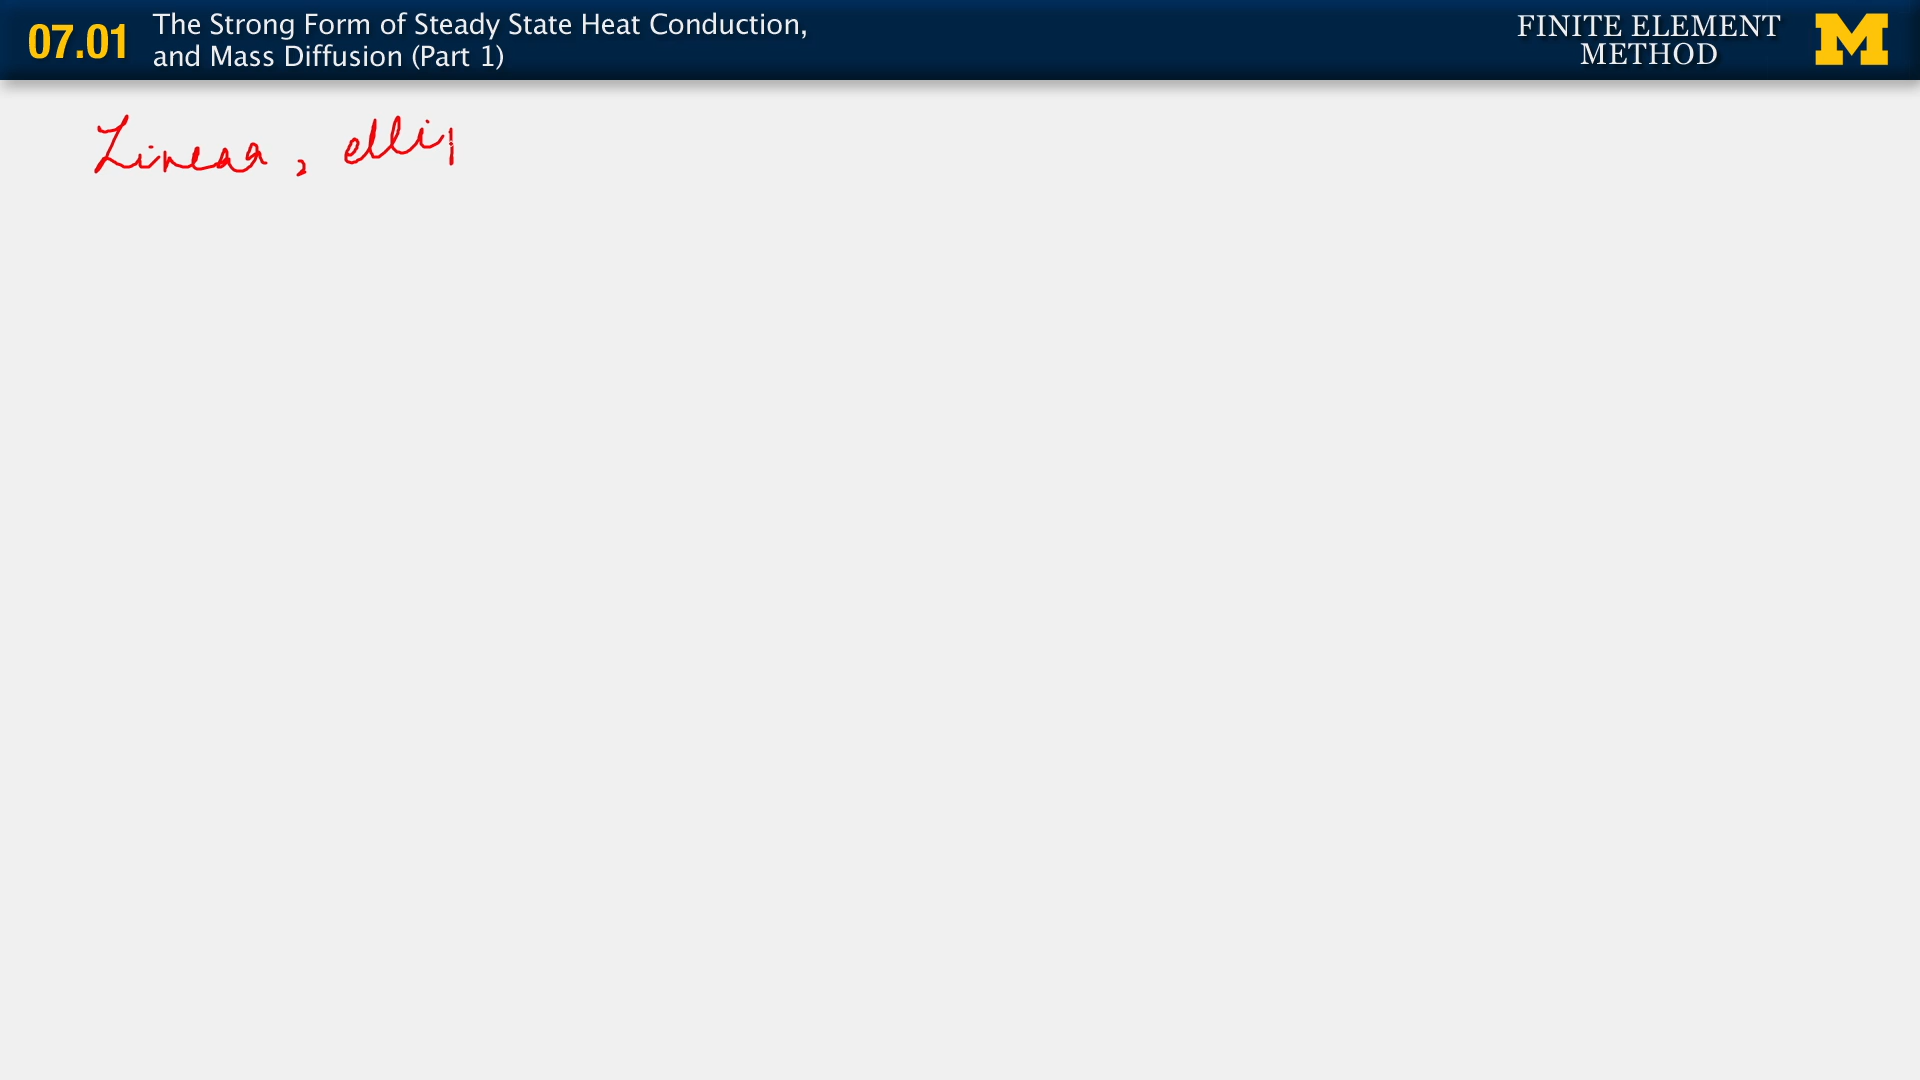 07.01
The Strong Form of Steady State Heat Conduction,
and Mass Diffusion (Part 1)
FINITE ELEMENT
METHOD
M
Linear, ellip